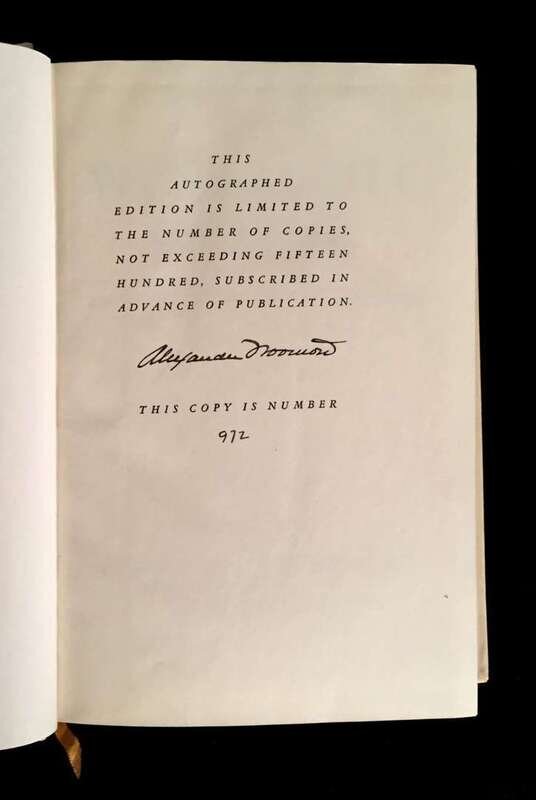 THIS
AUTOGRAPHED
EDITION IS LIMITED TO
THE NUMBER OF COPIES,
NOT EXCEEDING FIFTEEN
HUNDRED, SUBSCRIBED IN
ADVANCE OF PUBLICATION.
Alexander
THIS COPY IS NUMBER
972